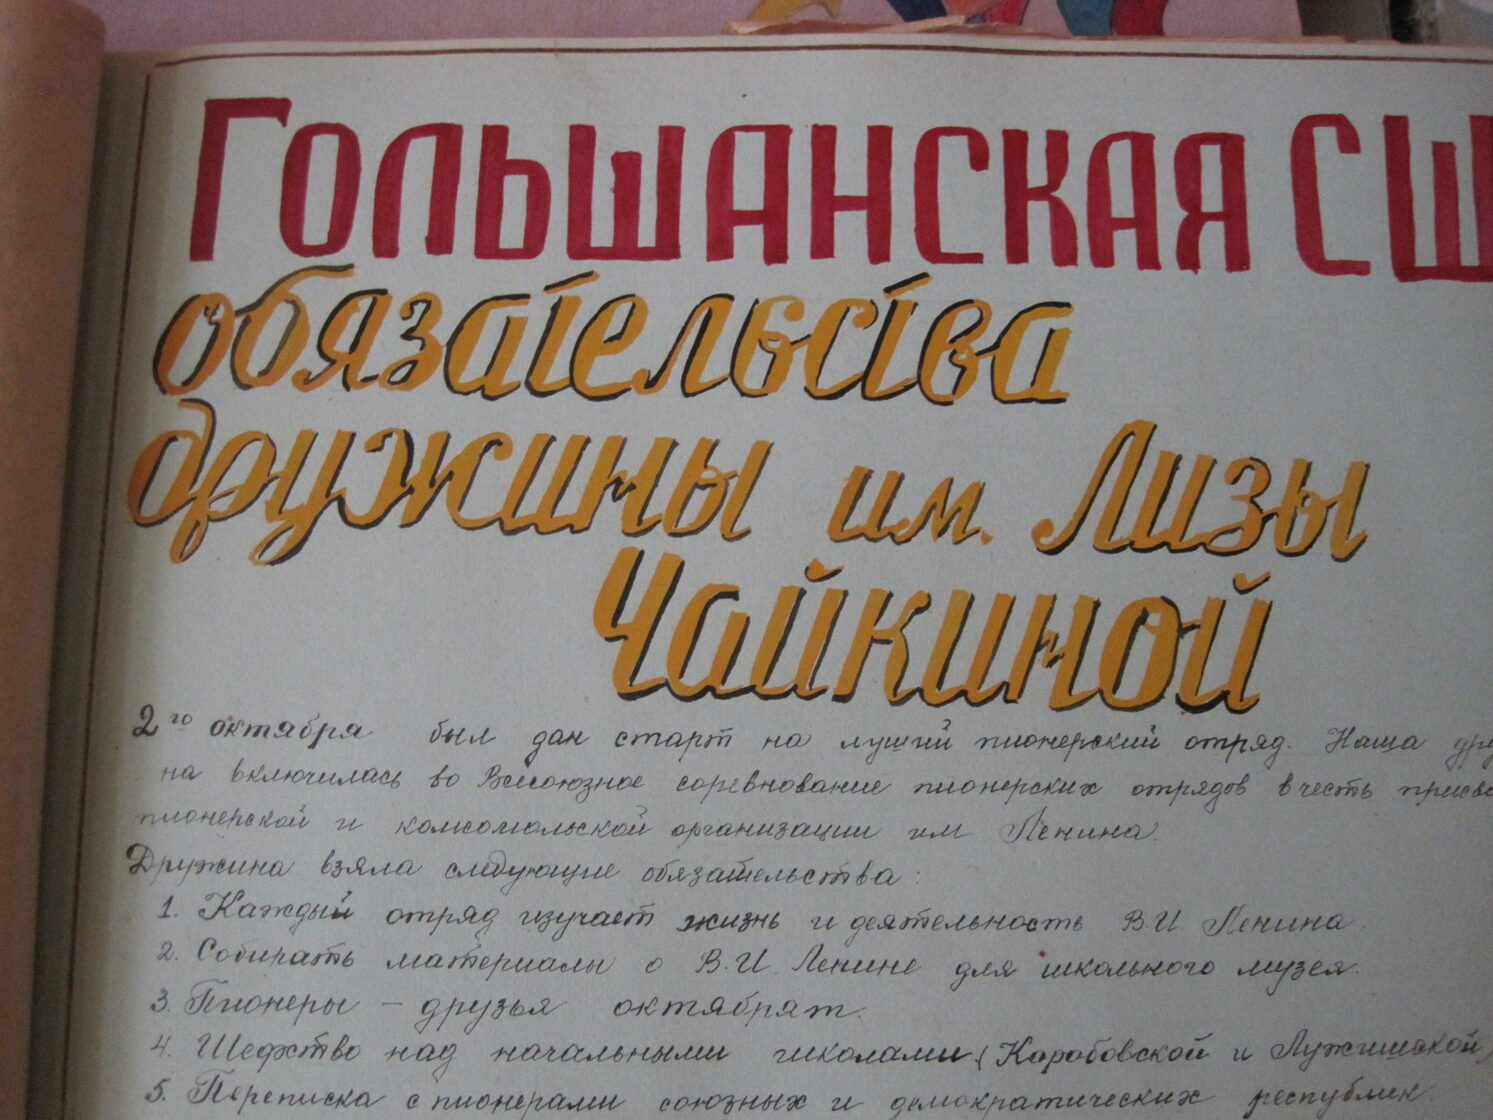 Гольшанская СШ
обязательства
дружины им. Лизы
Чайкиной
2го октября был дан старт на лучший пионерский отряд. Наша дру
на включилась во Всесоюзное соревнование пионерских отрядов в честь присво
пионерской и комсомольской организации им Ленина.
Дружина взяла следующие обязательства:
1. Каждый отряд изучает жизнь и деятельность В.И Ленина.
2. Собирать материалы о В.И. Ленине для школьного музея.
3. Пионеры – друзья октябрят.
4. Шефство над начальными школами (Коробовской и
5. Переписка с пионерами союзных и демократических республик.